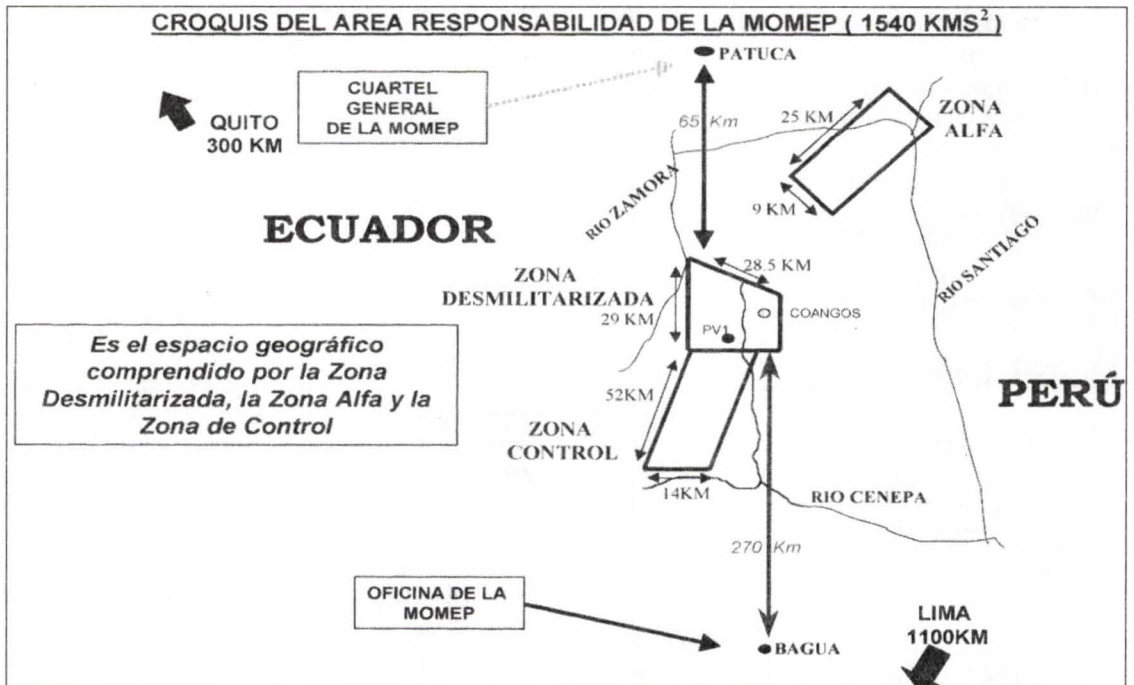 CROQUIS DEL AREA RESPONSABILIDAD DE LA MOMEP ( 1540 KMS²)
PATUCA
CUARTEL
GENERAL
DE LA MOMEP
QUITO
300 KM
65 Km
25 KM
ZONA
ALFA
9 KM
RIO ZAMORA
ECUADOR
RIO SANTIAGO
ZONA
DESMILITARIZADA
29 KM
28.5 KM
COANGOS
PV1
Es el espacio geográfico
comprendido por la Zona
Desmilitarizada, la Zona Alfa y la
Zona de Control
PERÚ
52KM
ZONA
CONTROL
14KM
RIO CENEPA
270 Km
OFICINA DE LA
MOMEP
BAGUA
LIMA
1100KM